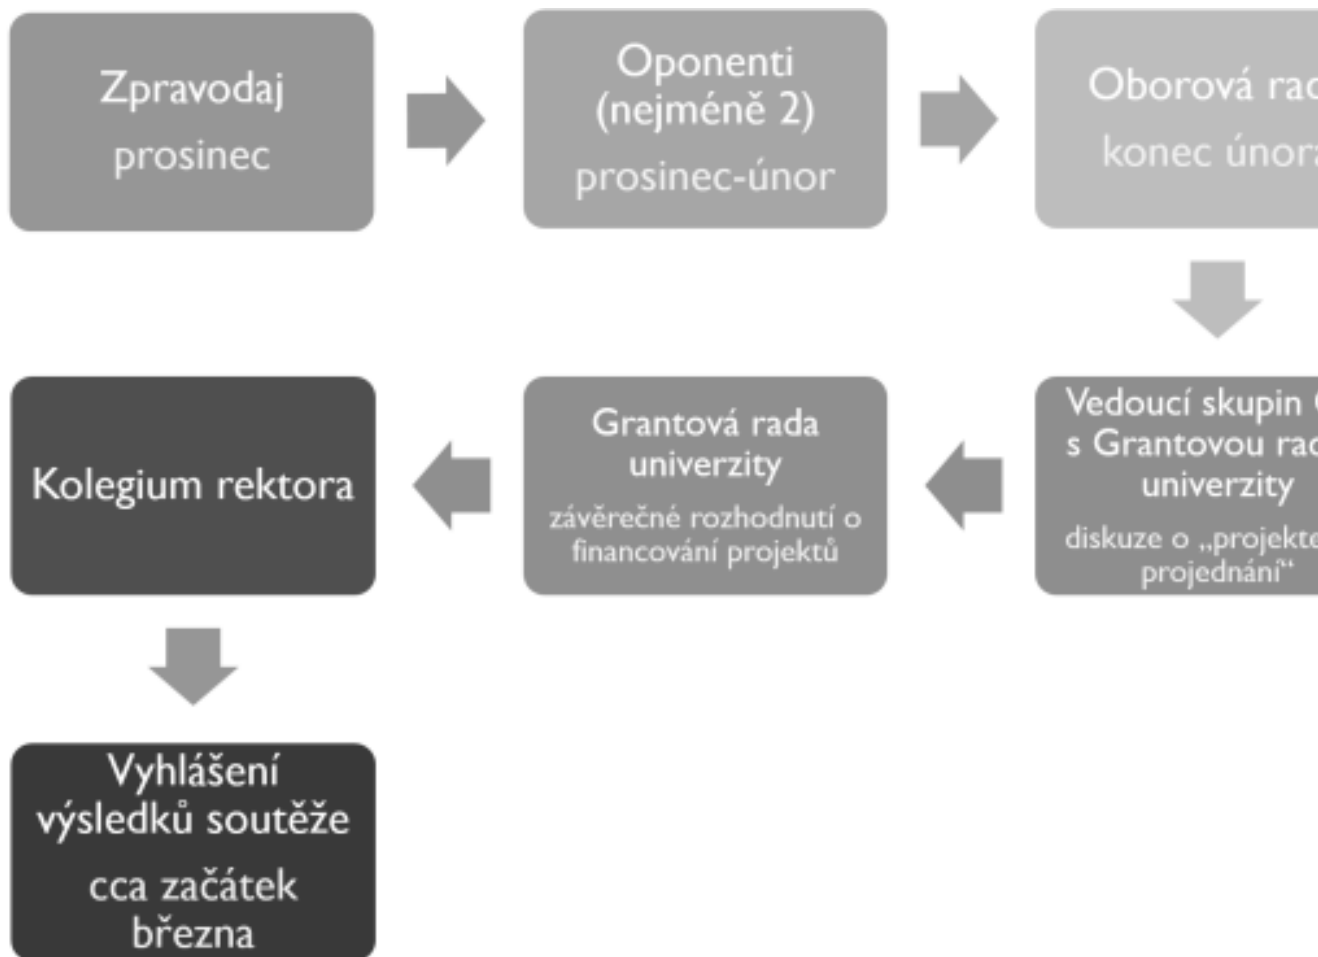 Zpravodaj
prosinec
Oponenti
(nejméně 2)
prosinec-únor
Oborová
konec
Vedoucí skupin
s Grantovou
univerzity
diskuze o
projednání“
Grantová rada
univerzity
závěrečné rozhodnutí o
financování projektů
Kolegium rektora
Vyhlášení
výsledků soutěže
cca začátek
března